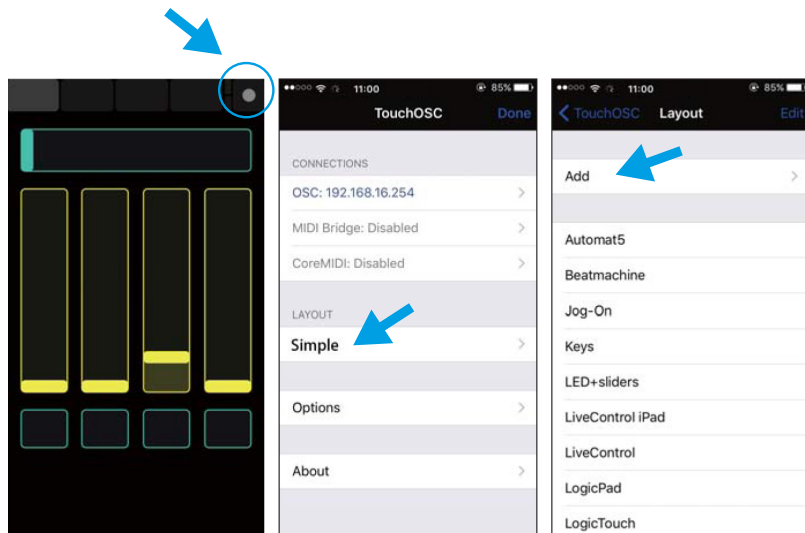 11:00
85%
TouchOSC
Done
CONNECTIONS
OSC: 192.168.16.254
MIDI Bridge: Disabled
CoreMIDI: Disabled
LAYOUT
Simple
Options
About
11:00
85%
TouchOSC Layout Edit
Add
Automat5
Beatmachine
Jog-On
Keys
LED+sliders
LiveControl iPad
LiveControl
LogicPad
LogicTouch